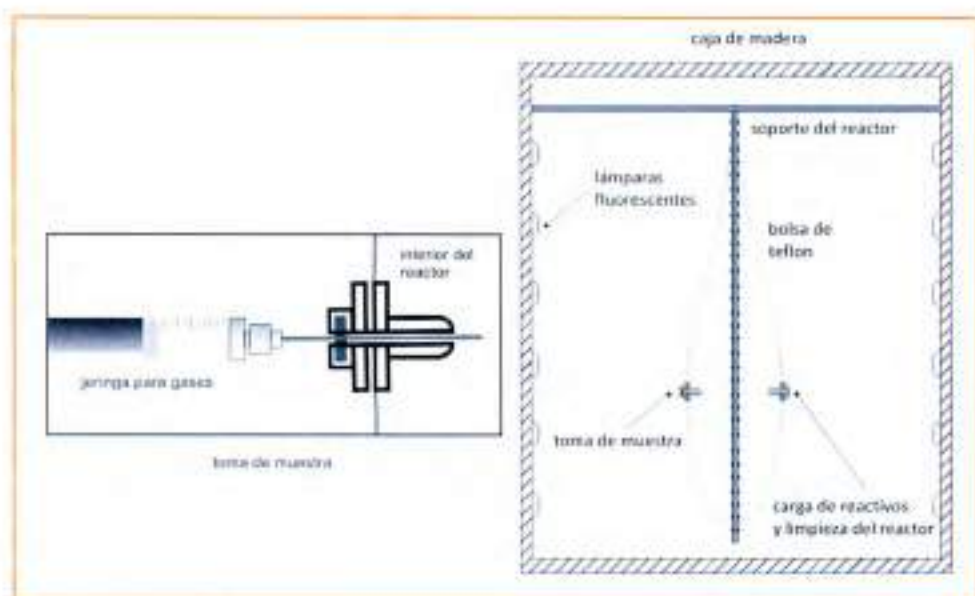 caja de madera
soporte del reactor
lámparas
fluorescentes
bolsa de
teflon
interior del
reactor
jeringa para gases
toma de muestra
toma de muestra
carga de reactivos
y limpieza del reactor